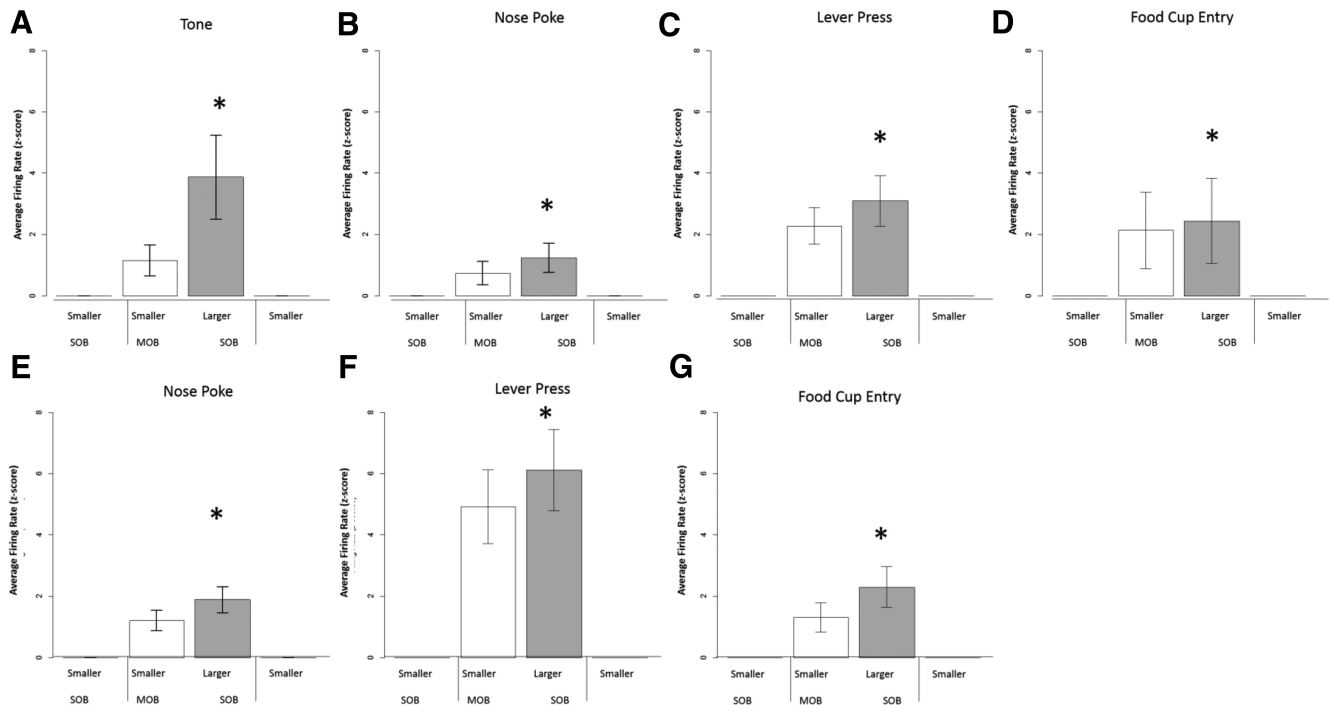 A
Tone
Average Firing Rate (z-score)
0 2 4 6 8
Smaller Smaller Larger Smaller
SOB MOB SOB
B
Nose Poke
Average Firing Rate (z-score)
0 2 4 6 8
*
Smaller Smaller Larger Smaller
SOB MOB SOB
C
Lever Press
Average Firing Rate (z-score)
0 2 4 6 8
*
Smaller Smaller Larger Smaller
SOB MOB SOB
D
Food Cup Entry
Average Firing Rate (z-score)
0 2 4 6 8
*
Smaller Smaller Larger Smaller
SOB MOB SOB
E
Nose Poke
Average Firing Rate (z-score)
0 2 4 6 8
*
Smaller Smaller Larger Smaller
SOB MOB SOB
F
Lever Press
Average Firing Rate (z-score)
0 2 4 6 8
*
Smaller Smaller Larger Smaller
SOB MOB SOB
G
Food Cup Entry
Average Firing Rate (z-score)
0 2 4 6 8
*
Smaller Smaller Larger Smaller
SOB MOB SOB